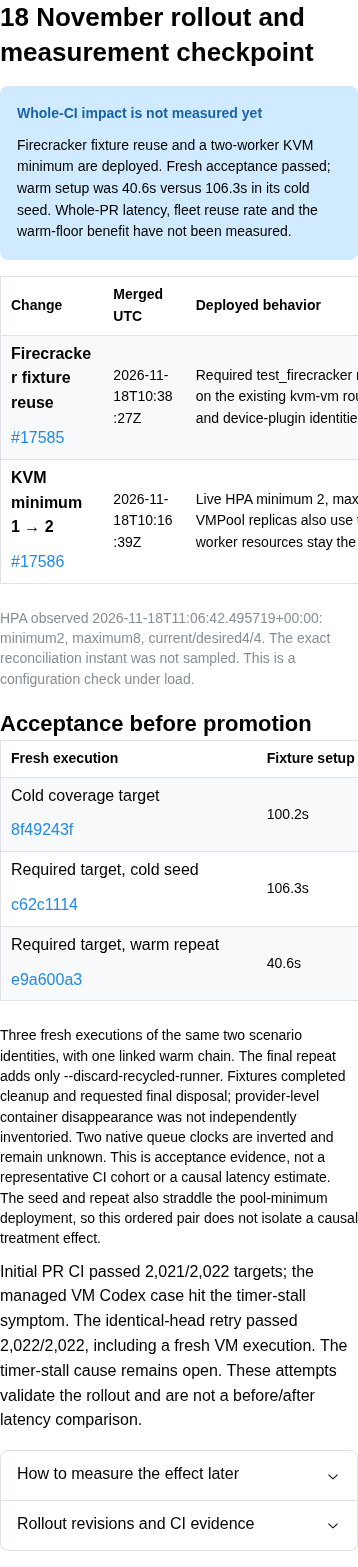 18 November rollout and
measurement checkpoint
Whole-CI impact is not measured yet
Firecracker fixture reuse and a two-worker KVM
minimum are deployed. Fresh acceptance passed;
warm setup was 40.6s versus 106.3s in its cold
seed. Whole-PR latency, fleet reuse rate and the
warm-floor benefit have not been measured.
Change
Merged
UTC
Deployed behavior
Firecracke
r fixture
reuse
#17585
2026-11-
18T10:38
:27Z
Required test_firecracker
on the existing kvm-vm
and device-plugin
KVM
minimum
1 → 2
#17586
2026-11-
18T10:16
:39Z
Live HPA minimum 2,
VMPool replicas also use
worker resources stay the
HPA observed 2026-11-18T11:06:42.495719+00:00:
minimum2, maximum8, current/desired4/4. The exact
reconciliation instant was not sampled. This is a
configuration check under load.
Acceptance before promotion
Fresh execution
Fixture setup
Cold coverage target
8f49243f
100.2s
Required target, cold seed
c62c1114
106.3s
Required target, warm repeat
e9a600a3
40.6s
Three fresh executions of the same two scenario
identities, with one linked warm chain. The final repeat
adds only --discard-recycled-runner. Fixtures completed
cleanup and requested final disposal; provider-level
container disappearance was not independently
inventoried. Two native queue clocks are inverted and
remain unknown. This is acceptance evidence, not a
representative CI cohort or a causal latency estimate.
The seed and repeat also straddle the pool-minimum
deployment, so this ordered pair does not isolate a causal
treatment effect.
Initial PR CI passed 2,021/2,022 targets; the
managed VM Codex case hit the timer-stall
symptom. The identical-head retry passed
2,022/2,022, including a fresh VM execution. The
timer-stall cause remains open. These attempts
validate the rollout and are not a before/after
latency comparison.
How to measure the effect later
Rollout revisions and CI evidence